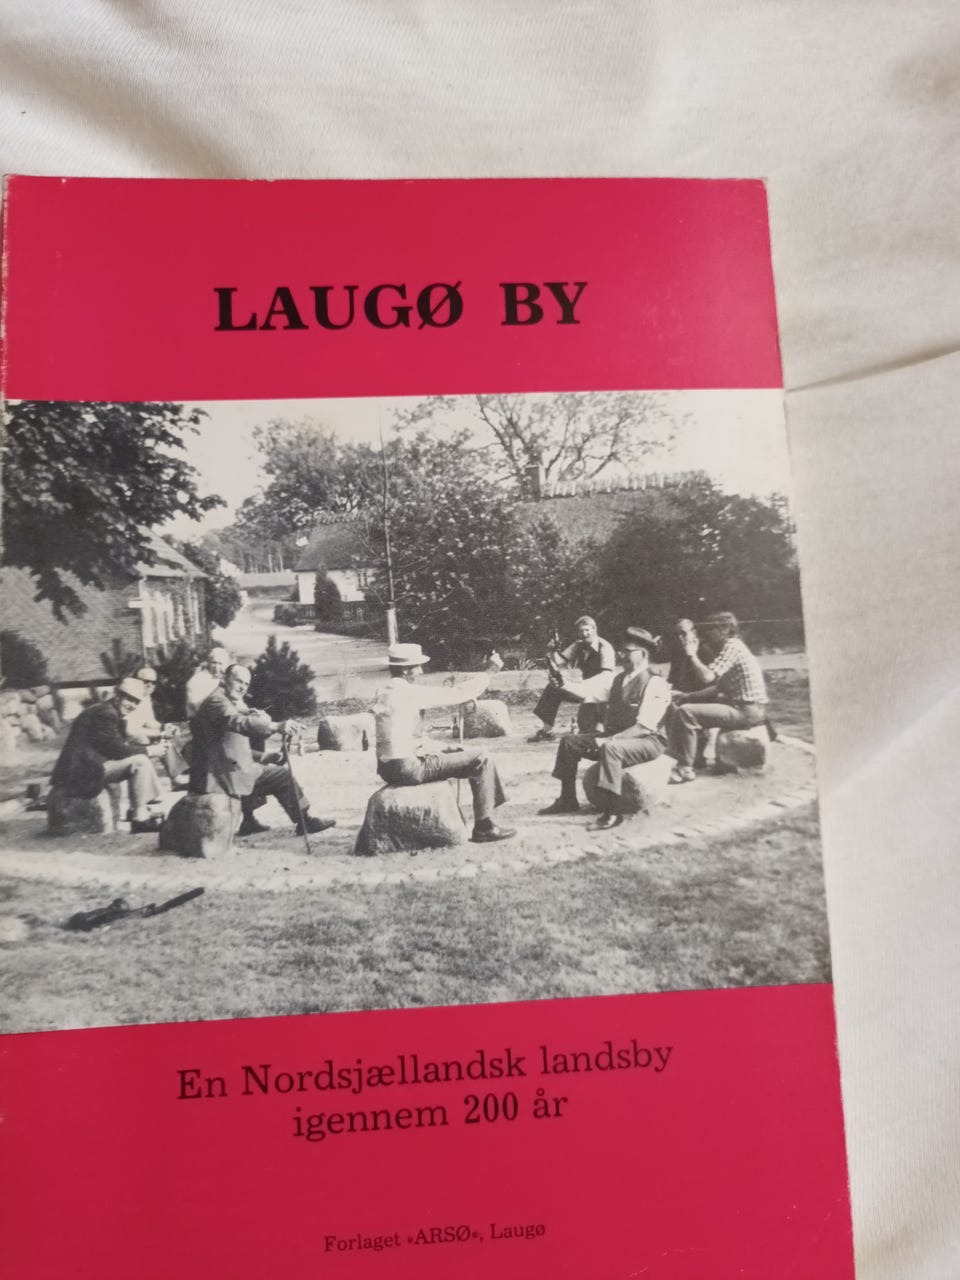 LAUGØ BY
En Nordsjællandsk landsby
igennem 200 år
Forlaget »ARSØ«, Laugø